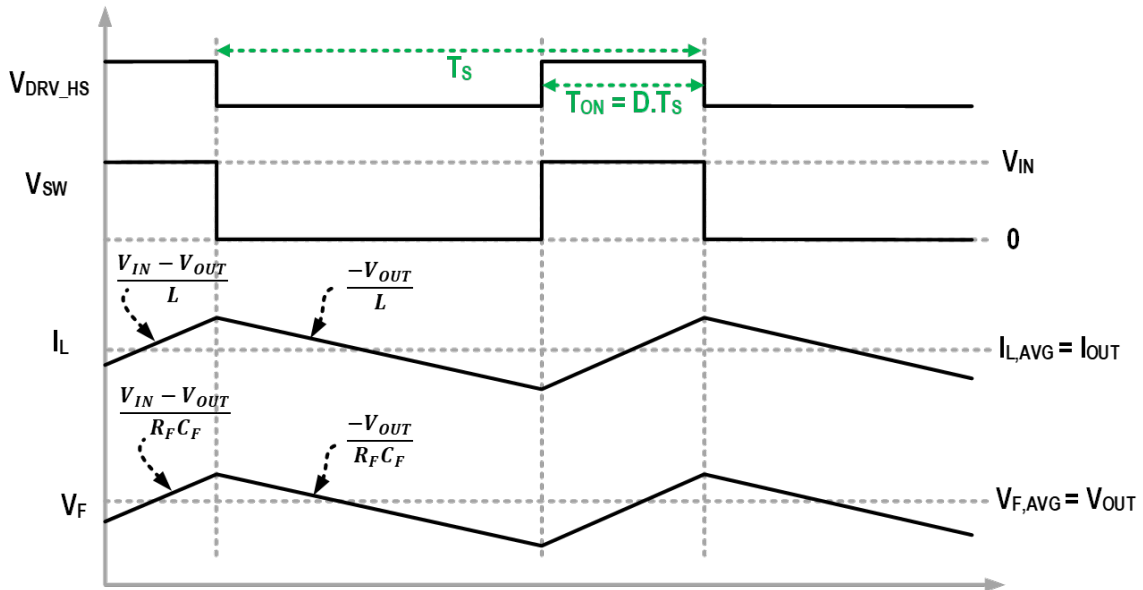 T_S
V_DRV_HS
T_ON = D.T_S
V_IN
V_SW
0
V_IN − V_OUT
L
−V_OUT
L
I_L
I_L,AVG = I_OUT
V_IN − V_OUT
R_F C_F
−V_OUT
R_F C_F
V_F
V_F,AVG = V_OUT